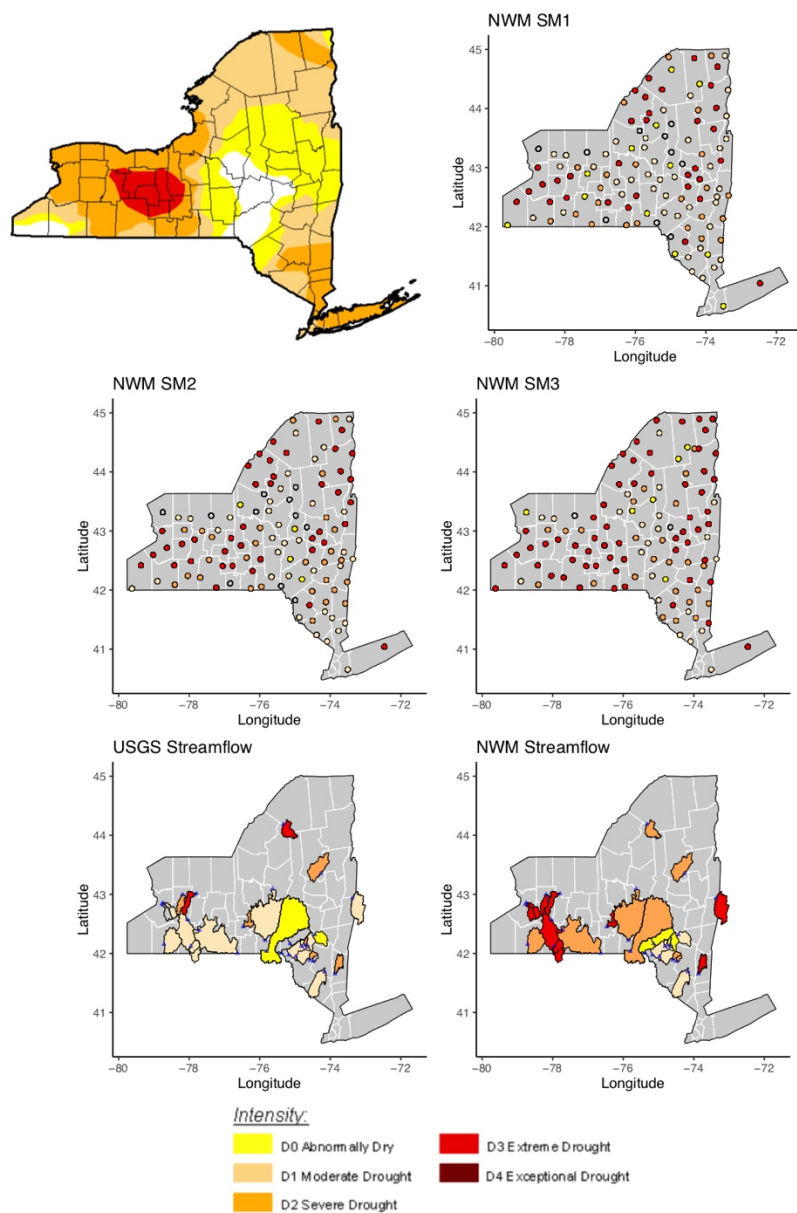 NWM SM1
45
44
43
42
41
Latitude
−80
−78
−76
−74
−72
Longitude
NWM SM2
45
44
43
42
41
Latitude
−80
−78
−76
−74
−72
Longitude
NWM SM3
45
44
43
42
41
Latitude
−80
−78
−76
−74
−72
Longitude
USGS Streamflow
45
44
43
42
41
Latitude
−80
−78
−76
−74
−72
Longitude
NWM Streamflow
45
44
43
42
41
Latitude
−80
−78
−76
−74
−72
Longitude
Intensity:
D0 Abnormally Dry
D1 Moderate Drought
D2 Severe Drought
D3 Extreme Drought
D4 Exceptional Drought